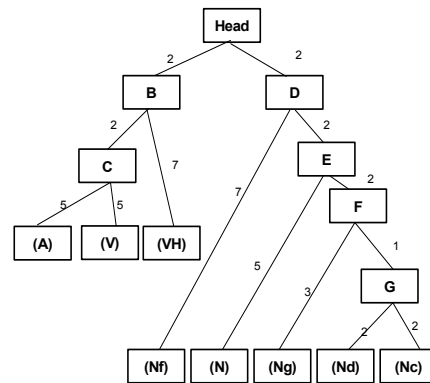 Head
2 2
B D
2 7 2
C E
7 2
5 5 F
(A) (V) (VH)
5 3 1
G
2 2
(Nf) (N) (Ng) (Nd) (Nc)